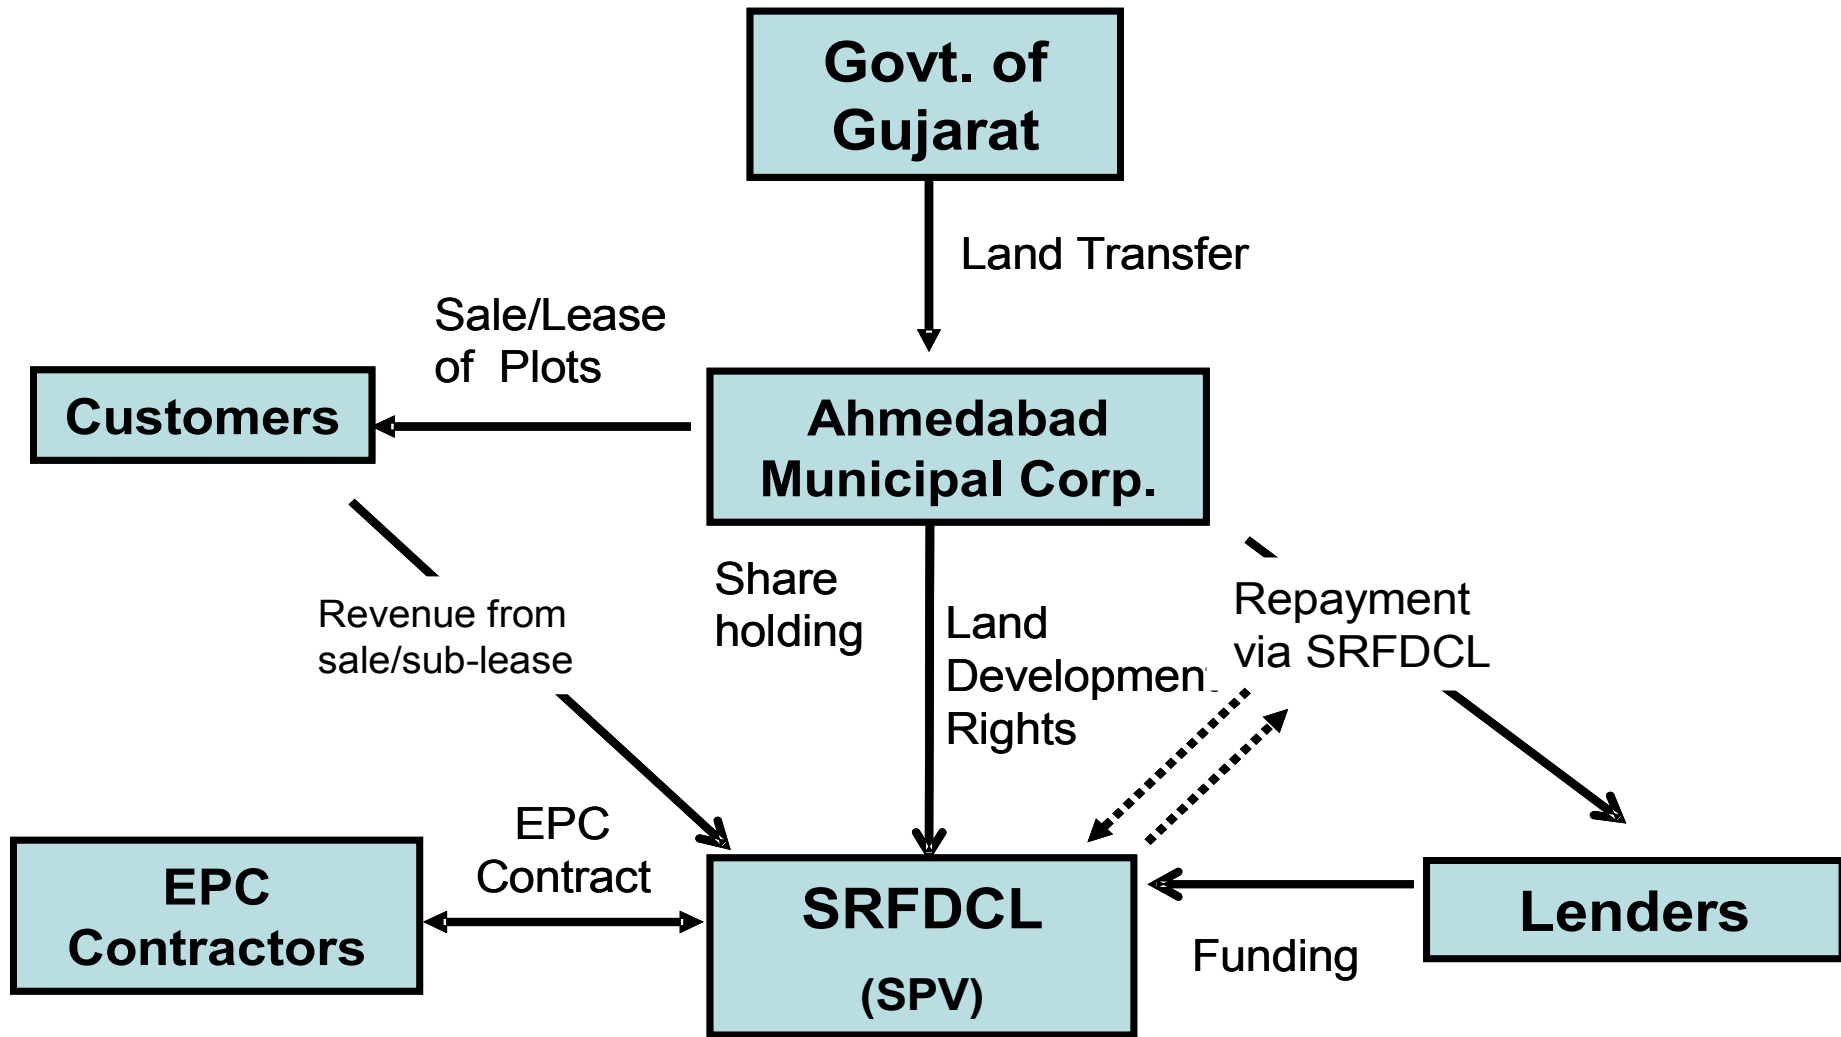 Govt. of
Gujarat
Land Transfer
Sale/Lease
of Plots
Customers
Ahmedabad
Municipal Corp.
Share
holding
Land
Development
Rights
Repayment
via SRFDCL
Revenue from
sale/sub-lease
EPC
Contract
EPC
Contractors
SRFDCL
(SPV)
Funding
Lenders